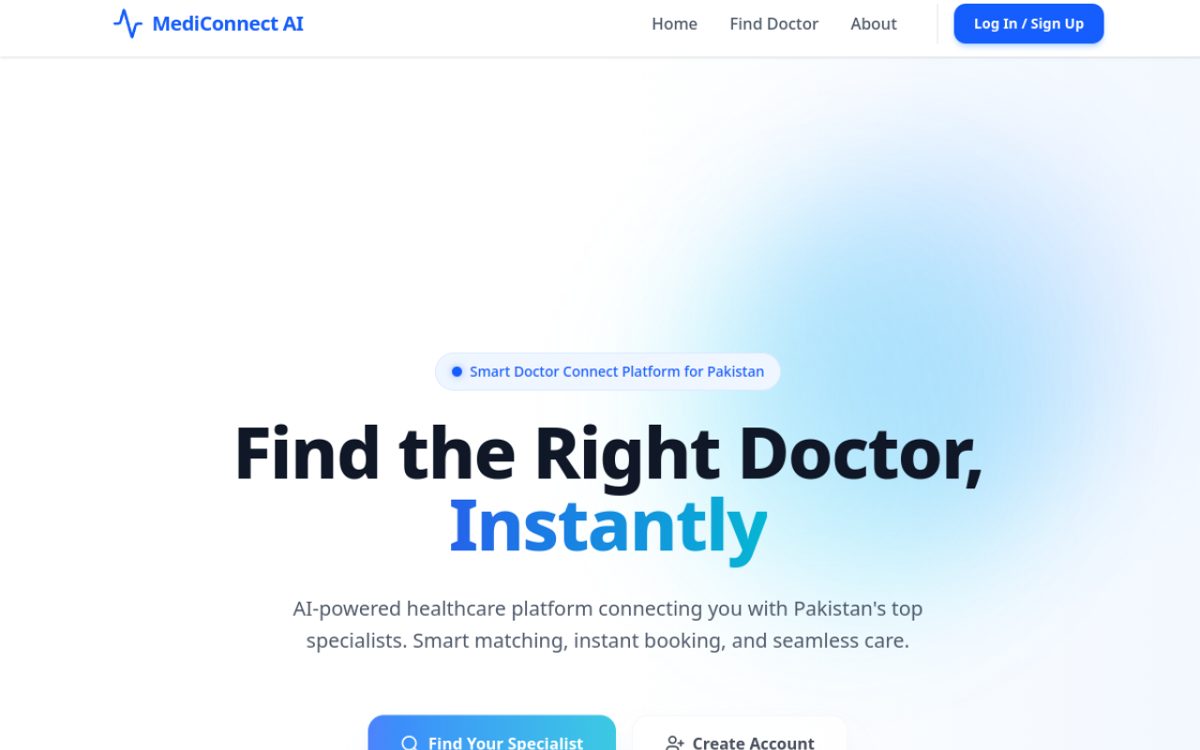 MediConnect AI
Home
Find Doctor
About
Log In / Sign Up
Smart Doctor Connect Platform for Pakistan
Find the Right Doctor,
Instantly
AI-powered healthcare platform connecting you with Pakistan's top
specialists. Smart matching, instant booking, and seamless care.
Find Your Specialist
Create Account